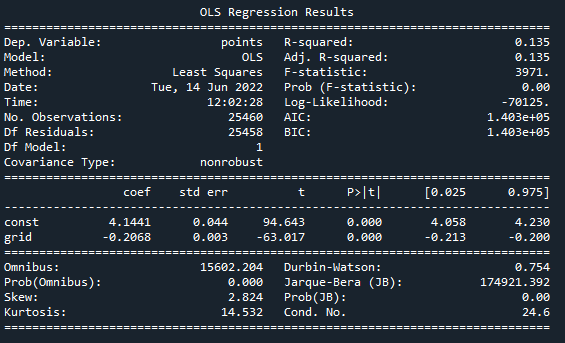 OLS Regression Results
==============================================================================
Dep. Variable:                 points   R-squared:                       0.135
Model:                            OLS   Adj. R-squared:                  0.135
Method:                 Least Squares   F-statistic:                     3971.
Date:                Tue, 14 Jun 2022   Prob (F-statistic):               0.00
Time:                        12:02:28   Log-Likelihood:                -70125.
No. Observations:               25460   AIC:                         1.403e+05
Df Residuals:                   25458   BIC:                         1.403e+05
Df Model:                           1
Covariance Type:            nonrobust
==============================================================================
                 coef    std err          t      P>|t|      [0.025      0.975]
------------------------------------------------------------------------------
const          4.1441      0.044     94.643      0.000       4.058       4.230
grid          -0.2068      0.003    -63.017      0.000      -0.213      -0.200
==============================================================================
Omnibus:                    15602.204   Durbin-Watson:                   0.754
Prob(Omnibus):                  0.000   Jarque-Bera (JB):           174921.392
Skew:                           2.824   Prob(JB):                         0.00
Kurtosis:                      14.532   Cond. No.                         24.6
==============================================================================